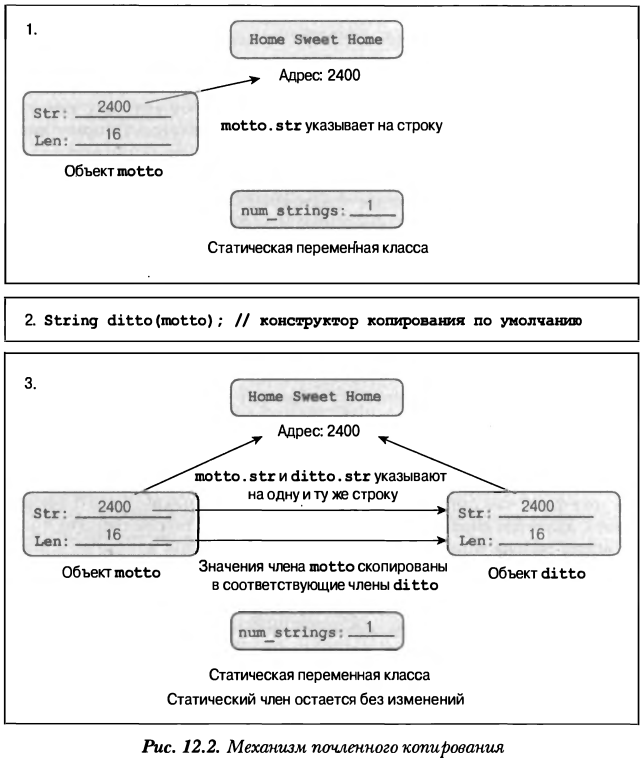 1.
Home Sweet Home
Адрес: 2400
Str: 2400
Len: 16
motto.str указывает на строку
Объект motto
num_strings: 1
Статическая переменная класса
2. String ditto(motto); // конструктор копирования по умолчанию
3.
Home Sweet Home
Адрес: 2400
motto.str и ditto.str указывают
на одну и ту же строку
Str: 2400
Len: 16
Str: 2400
Len: 16
Объект motto
Значения члена motto скопированы
в соответствующие члены ditto
Объект ditto
num_strings: 1
Статическая переменная класса
Статический член остается без изменений
Рис. 12.2. Механизм почленного копирования